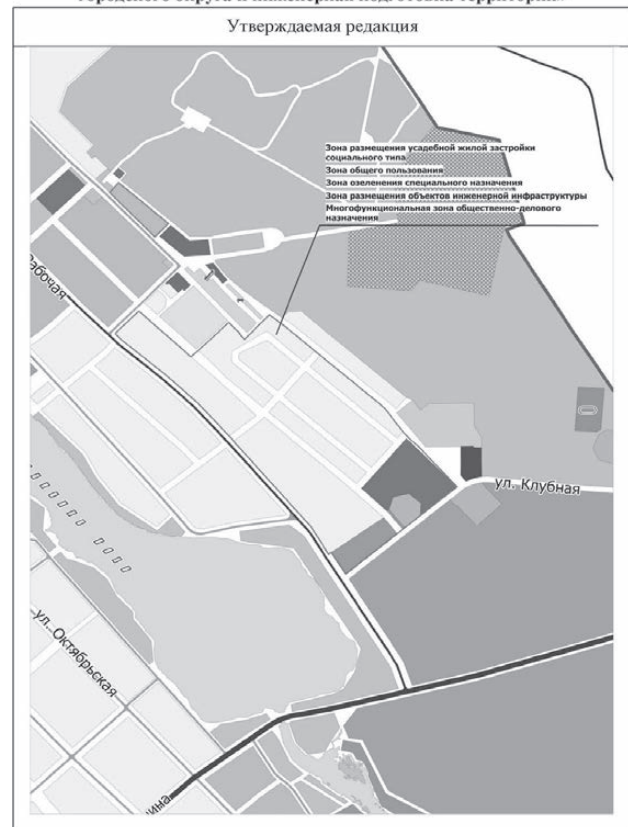 городского округа и инженерная подготовка территории»
Утверждаемая редакция
Зона размещения усадебной жилой застройки
социального типа
Зона общего пользования
Зона озеленения специального назначения
Зона размещения объектов инженерной инфраструктуры
Многофункциональная зона общественно-делового
назначения
Рабочая
ул. Клубная
ул. Октябрьская